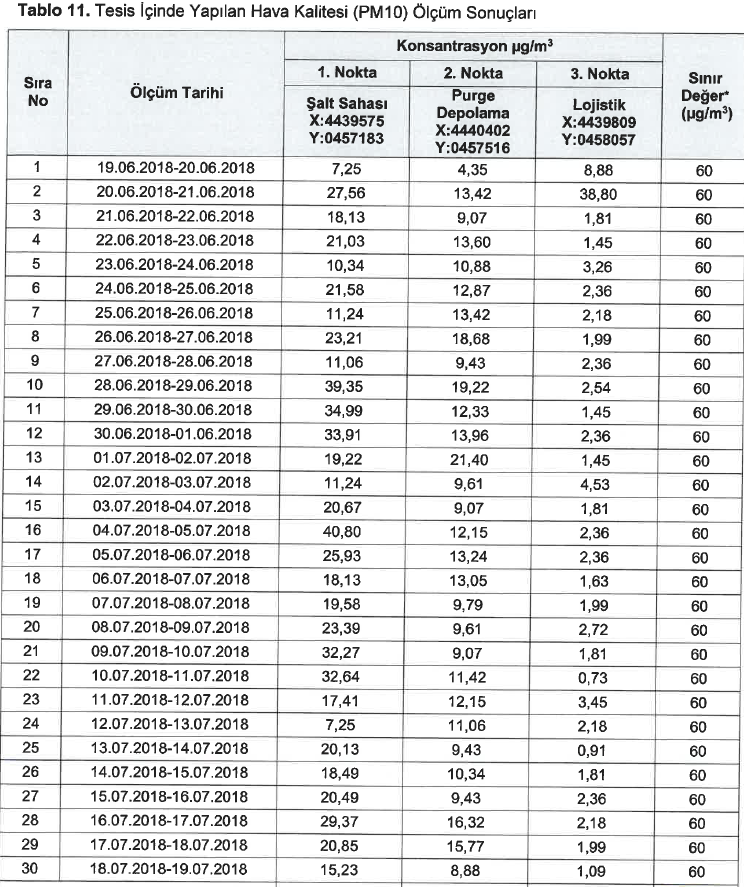 Tablo 11. Tesis İçinde Yapılan Hava Kalitesi (PM10) Ölçüm Sonuçları
Sıra No Ölçüm Tarihi Konsantrasyon µg/m³ Sınır Değer* (µg/m³)
1. Nokta 2. Nokta 3. Nokta
Şalt Sahası X:4439575 Y:0457183 Purge Depolama X:4440402 Y:0457516 Lojistik X:4439809 Y:0458057
1 19.06.2018-20.06.2018 7,25 4,35 8,88 60
2 20.06.2018-21.06.2018 27,56 13,42 38,80 60
3 21.06.2018-22.06.2018 18,13 9,07 1,81 60
4 22.06.2018-23.06.2018 21,03 13,60 1,45 60
5 23.06.2018-24.06.2018 10,34 10,88 3,26 60
6 24.06.2018-25.06.2018 21,58 12,87 2,36 60
7 25.06.2018-26.06.2018 11,24 13,42 2,18 60
8 26.06.2018-27.06.2018 23,21 18,68 1,99 60
9 27.06.2018-28.06.2018 11,06 9,43 2,36 60
10 28.06.2018-29.06.2018 39,35 19,22 2,54 60
11 29.06.2018-30.06.2018 34,99 12,33 1,45 60
12 30.06.2018-01.06.2018 33,91 13,96 2,36 60
13 01.07.2018-02.07.2018 19,22 21,40 1,45 60
14 02.07.2018-03.07.2018 11,24 9,61 4,53 60
15 03.07.2018-04.07.2018 20,67 9,07 1,81 60
16 04.07.2018-05.07.2018 40,80 12,15 2,36 60
17 05.07.2018-06.07.2018 25,93 13,24 2,36 60
18 06.07.2018-07.07.2018 18,13 13,05 1,63 60
19 07.07.2018-08.07.2018 19,58 9,79 1,99 60
20 08.07.2018-09.07.2018 23,39 9,61 2,72 60
21 09.07.2018-10.07.2018 32,27 9,07 1,81 60
22 10.07.2018-11.07.2018 32,64 11,42 0,73 60
23 11.07.2018-12.07.2018 17,41 12,15 3,45 60
24 12.07.2018-13.07.2018 7,25 11,06 2,18 60
25 13.07.2018-14.07.2018 20,13 9,43 0,91 60
26 14.07.2018-15.07.2018 18,49 10,34 1,81 60
27 15.07.2018-16.07.2018 20,49 9,43 2,36 60
28 16.07.2018-17.07.2018 29,37 16,32 2,18 60
29 17.07.2018-18.07.2018 20,85 15,77 1,99 60
30 18.07.2018-19.07.2018 15,23 8,88 1,09 60